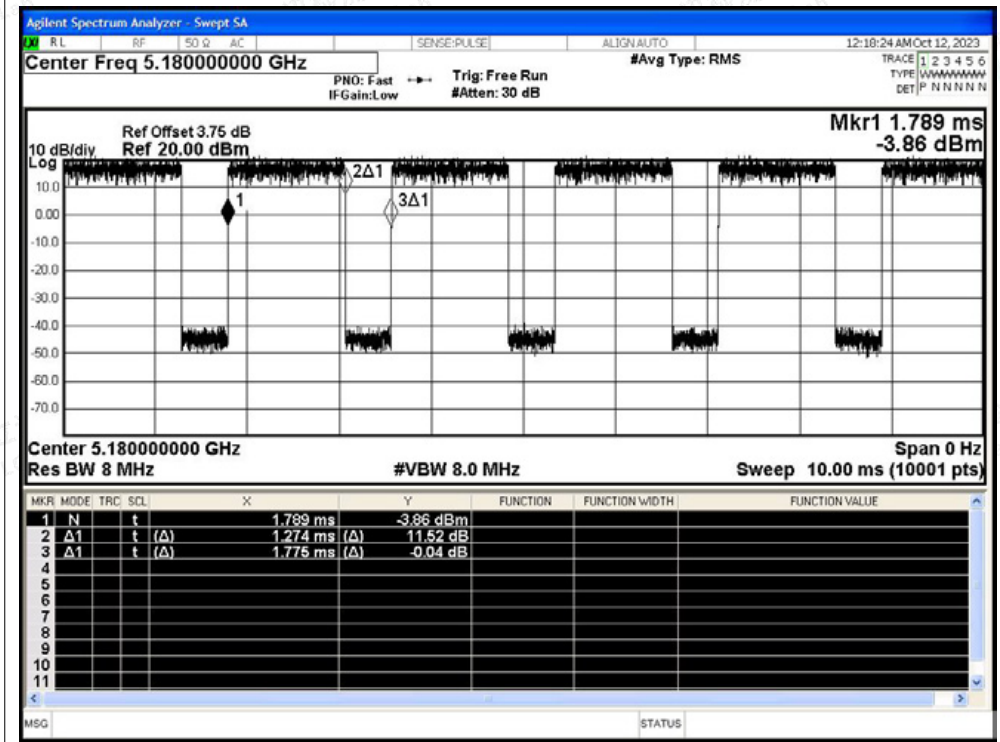 Agilent Spectrum Analyzer - Swept SA
RL RF 50 Ω AC SENSE:PULSE ALIGN AUTO 12:18:24 AM Oct 12, 2023
Center Freq 5.180000000 GHz #Avg Type: RMS TRACE 1 2 3 4 5 6
PNO: Fast Trig: Free Run TYPE WWWWWW
IFGain:Low #Atten: 30 dB DET P N N N N N
Mkr1 1.789 ms
Ref Offset 3.75 dB -3.86 dBm
10 dB/div Ref 20.00 dBm
Log
10.0
0.00
-10.0
-20.0
-30.0
-40.0
-50.0
-60.0
-70.0
1
2Δ1
3Δ1
Center 5.180000000 GHz Span 0 Hz
Res BW 8 MHz #VBW 8.0 MHz Sweep 10.00 ms (10001 pts)
MKR MODE TRC SCL X Y FUNCTION FUNCTION WIDTH FUNCTION VALUE
1 N t 1.789 ms -3.86 dBm
2 Δ1 t (Δ) 1.274 ms (Δ) 11.52 dB
3 Δ1 t (Δ) 1.775 ms (Δ) -0.04 dB
4
5
6
7
8
9
10
11
MSG STATUS